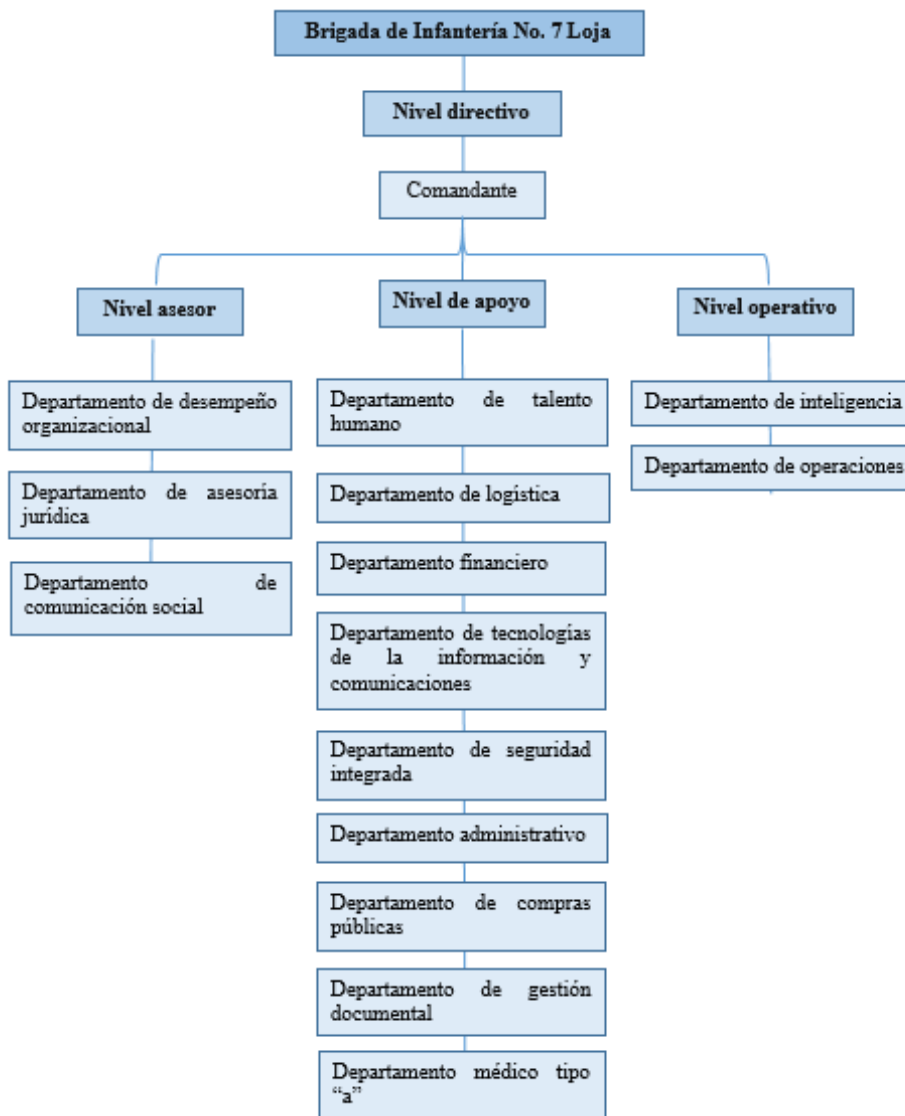 Brigada de Infantería No. 7 Loja
Nivel directivo
Comandante
Nivel asesor
Departamento de desempeño
organizacional
Departamento de asesoría
jurídica
Departamento de
comunicación social
Nivel de apoyo
Departamento de talento
humano
Departamento de logística
Departamento financiero
Departamento de tecnologías
de la información y
comunicaciones
Departamento de seguridad
integrada
Departamento administrativo
Departamento de compras
públicas
Departamento de gestión
documental
Departamento médico tipo
“a”
Nivel operativo
Departamento de inteligencia
Departamento de operaciones